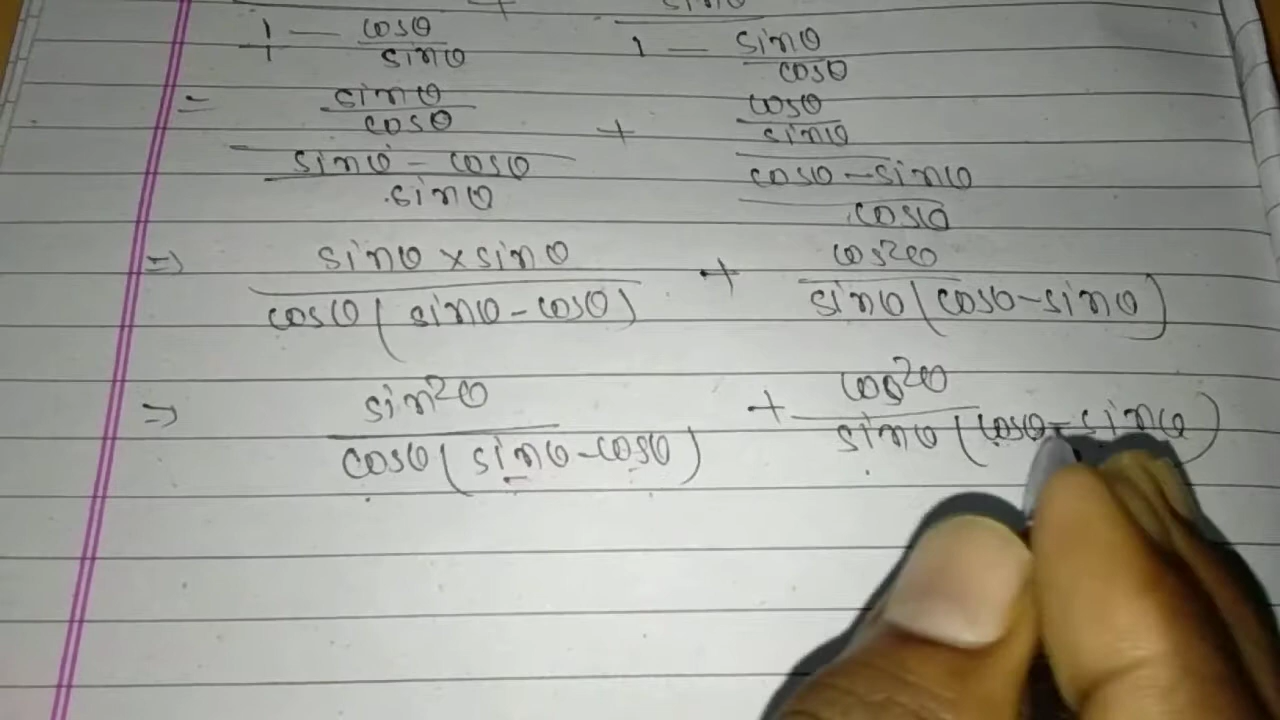 + sinθ
1 - cosθ/sinθ 1 - sinθ/cosθ
= (sinθ/cosθ)/((sinθ - cosθ)/sinθ) + (cosθ/sinθ)/((cosθ - sinθ)/cosθ)
⇒ (sinθ × sinθ)/(cosθ(sinθ - cosθ)) + cos²θ/(sinθ(cosθ - sinθ))
⇒ sin²θ/(cosθ(sinθ - cosθ)) + cos²θ/(sinθ(cosθ - sinθ))